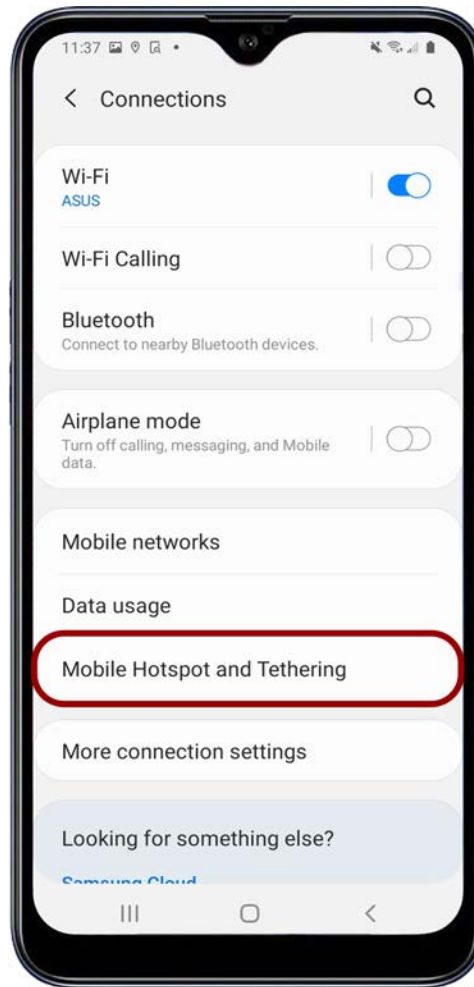 11:37
Connections
Wi-Fi
ASUS
Wi-Fi Calling
Bluetooth
Connect to nearby Bluetooth devices.
Airplane mode
Turn off calling, messaging, and Mobile
data.
Mobile networks
Data usage
Mobile Hotspot and Tethering
More connection settings
Looking for something else?
Samsung Cloud